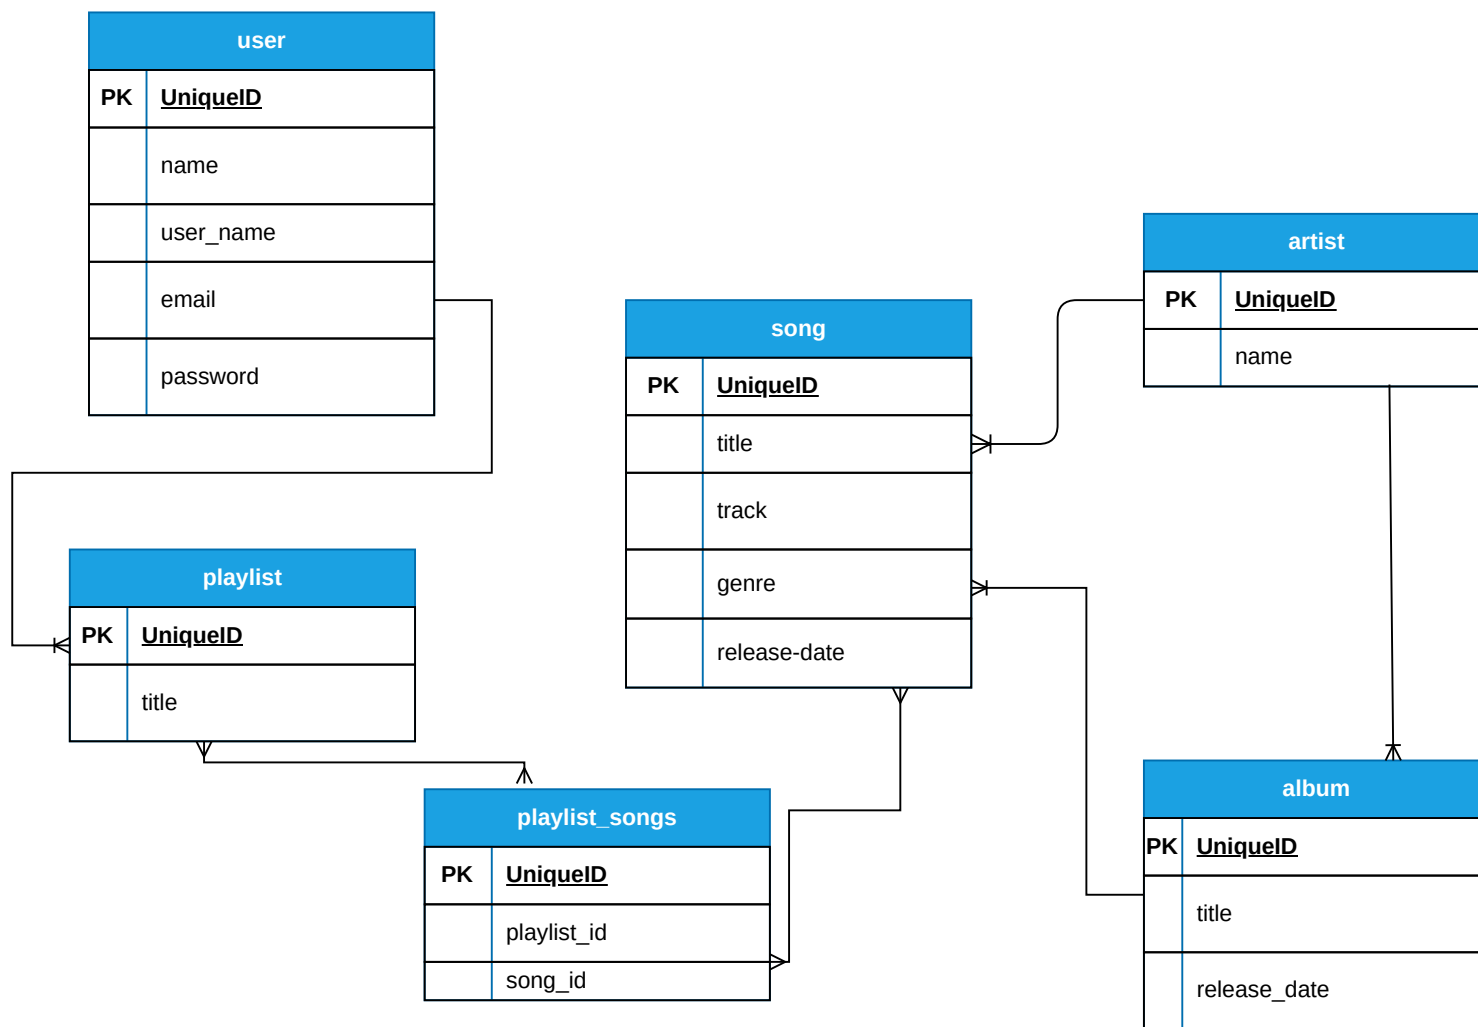 user
PK UniqueID
name
user_name
email
password
playlist
PK UniqueID
title
playlist_songs
PK UniqueID
playlist_id
song_id
song
PK UniqueID
title
track
genre
release-date
artist
PK UniqueID
name
album
PK UniqueID
title
release_date